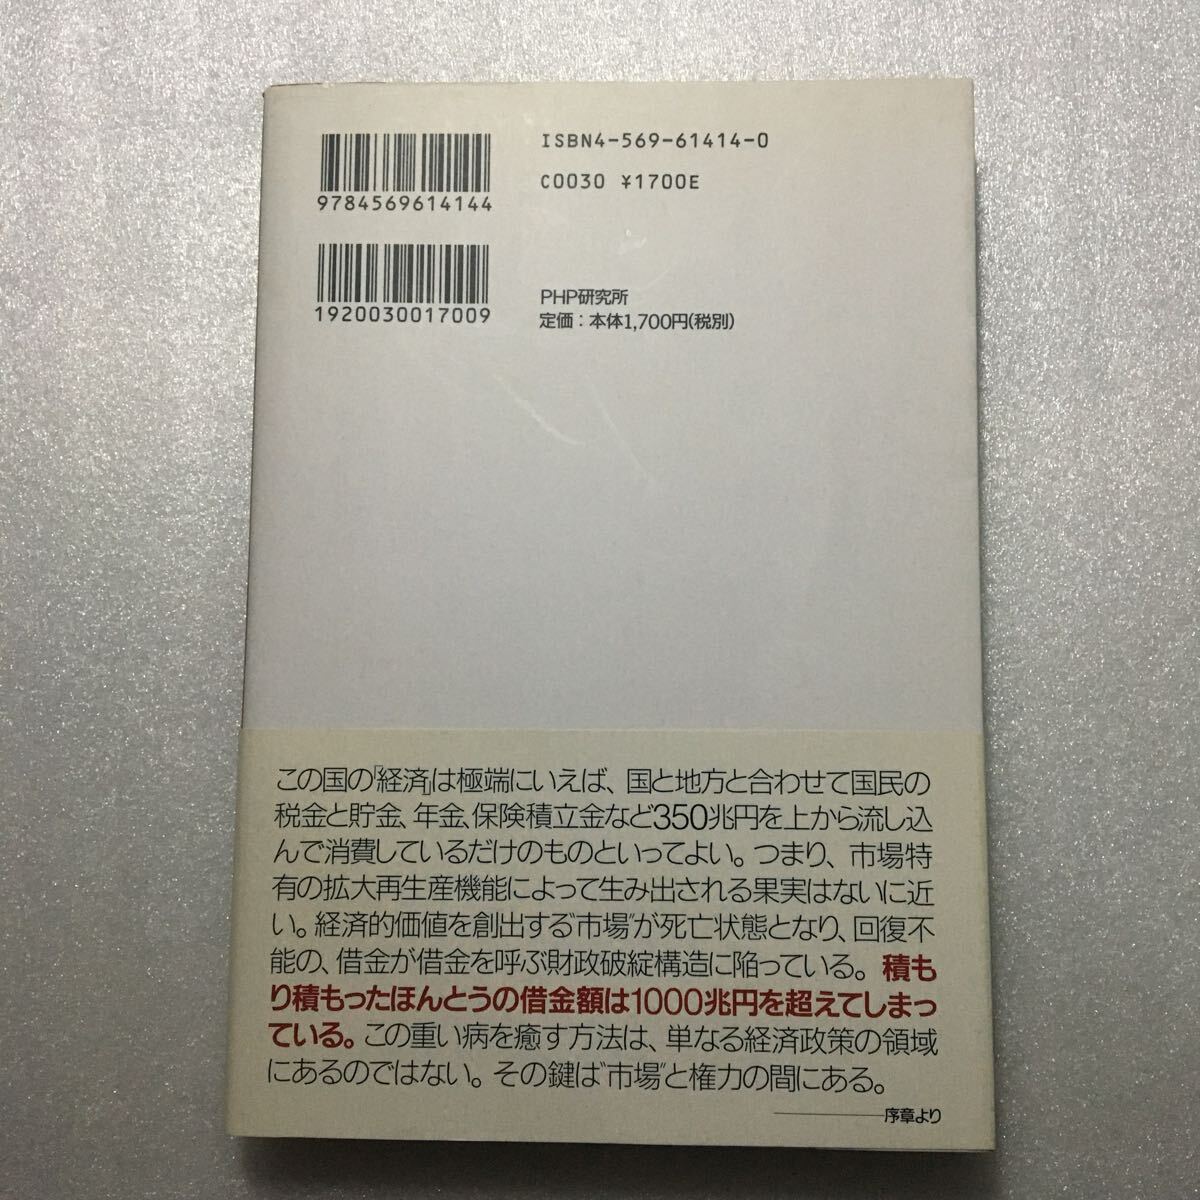 ISBN4-569-61414-0
C0030 ¥1700E
9784569614144
1920030017009
PHP研究所
定価：本体1,700円(税別)
この国の「経済」は極端にいえば、国と地方と合わせて国民の
税金と貯金、年金、保険積立金など350兆円を上から流し込
んで消費しているだけのものといってよい。つまり、市場特
有の拡大再生産機能によって生み出される果実はないに近
い。経済的価値を創出する〝市場〟が死亡状態となり、回復不
能の、借金が借金を呼ぶ財政破綻構造に陥っている。積も
り積もったほんとうの借金額は1000兆円を超えてしまっ
ている。この重い病を癒す方法は、単なる経済政策の領域
にあるのではない。その鍵は〝市場〟と権力の間にある。
――序章より